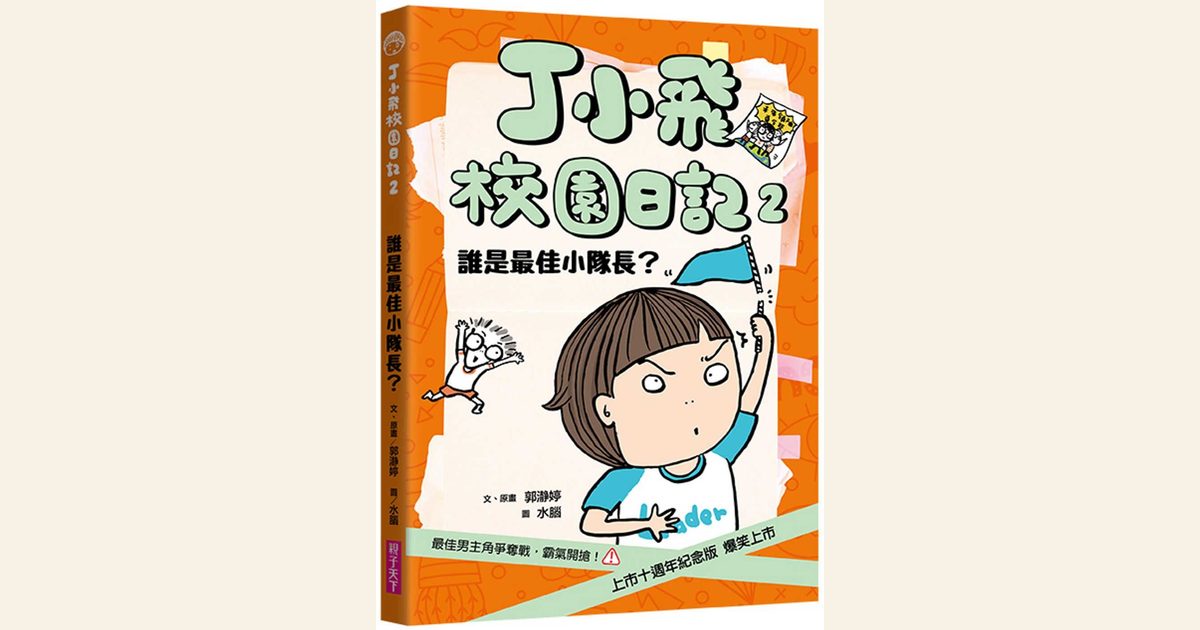 丁小飛校園日記2
誰是最佳小隊長?
文、原畫/郭瀞婷
圖/水腦
親子天下
丁小飛
校園日記2
誰是最佳小隊長?
文、原畫 郭瀞婷
圖 水腦
Leader
最佳男主角爭奪戰,霸氣開搶!
上市十週年紀念版 爆笑上市